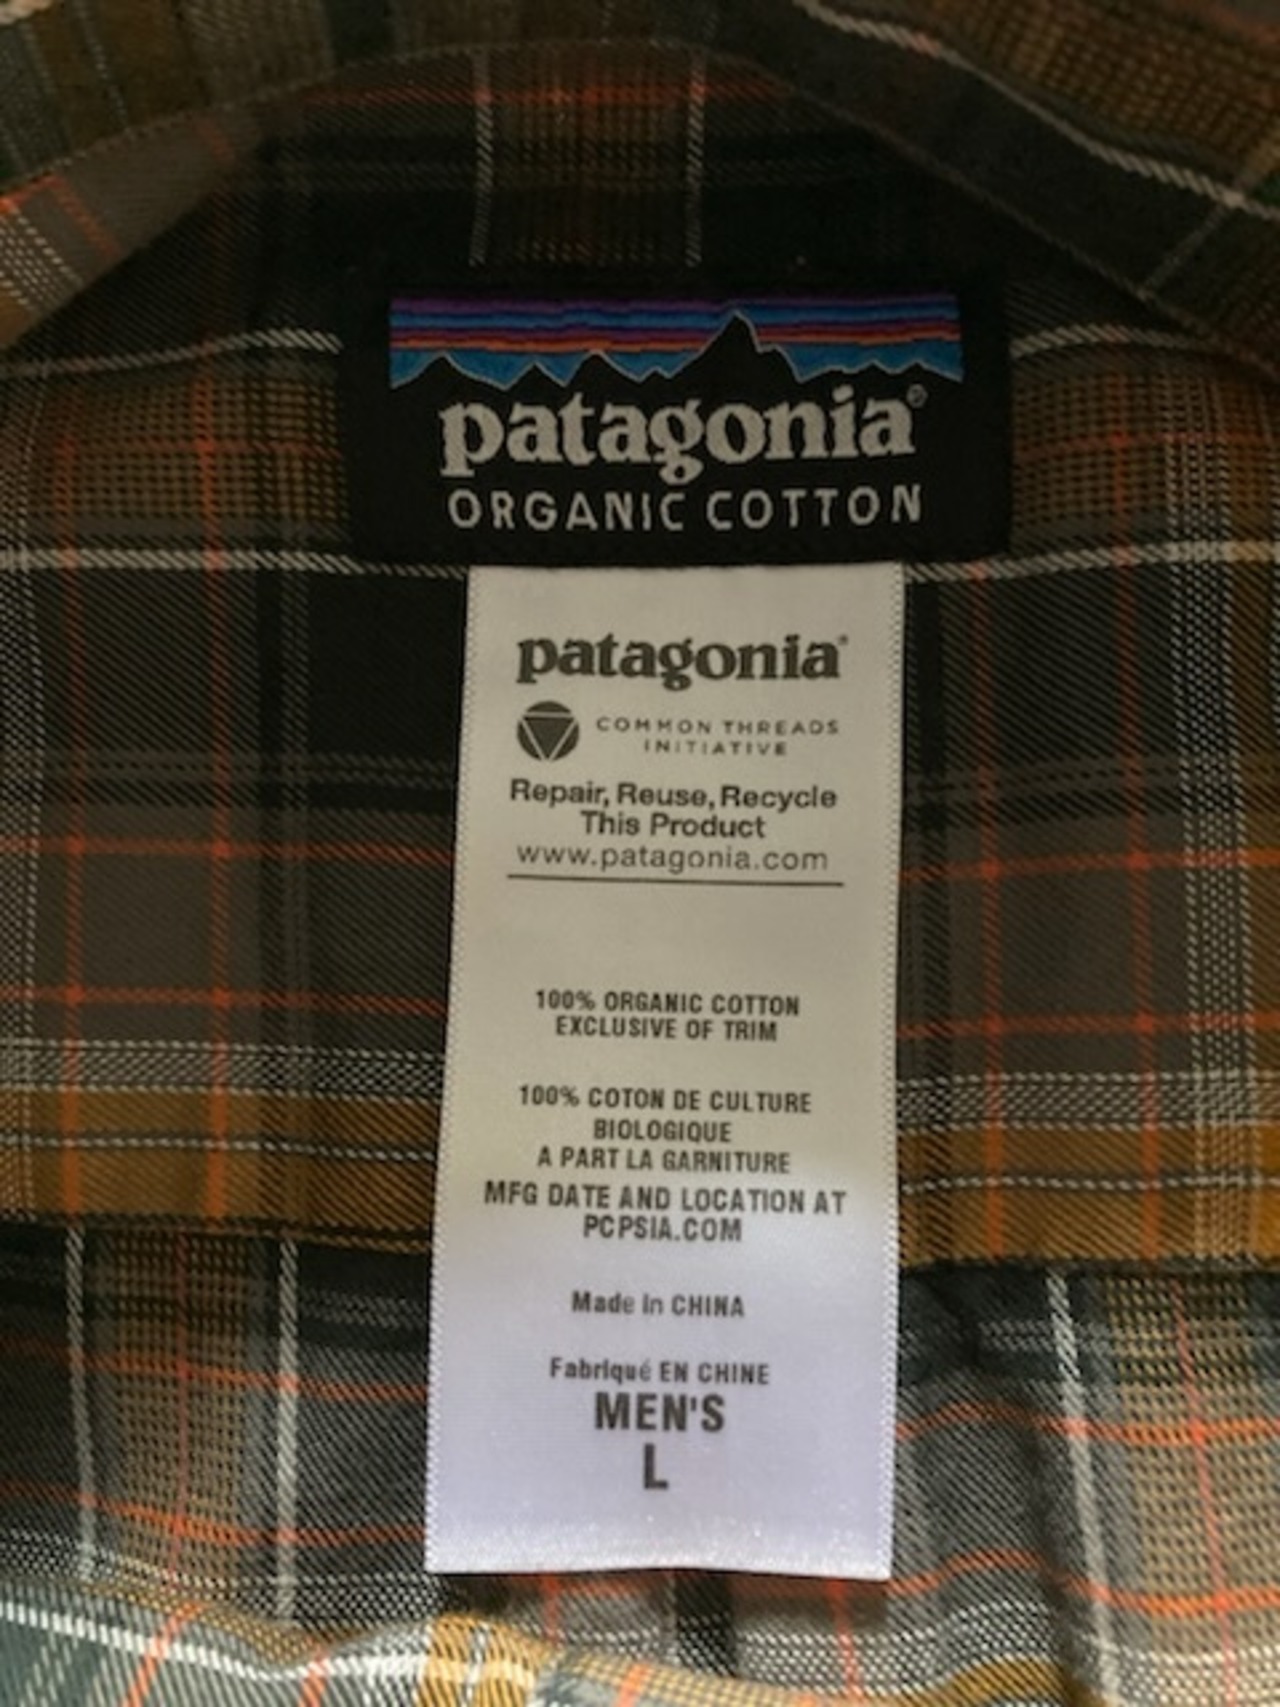 patagonia®
ORGANIC COTTON
patagonia®
COMMON THREADS
INITIATIVE
Repair, Reuse, Recycle
This Product
www.patagonia.com
100% ORGANIC COTTON
EXCLUSIVE OF TRIM
100% COTON DE CULTURE
BIOLOGIQUE
A PART LA GARNITURE
MFG DATE AND LOCATION AT
PCPSIA.COM
Made In CHINA
Fabriqué EN CHINE
MEN'S
L